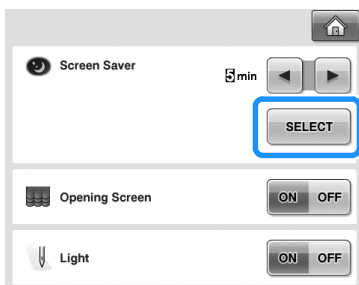 Screen Saver
5 min
SELECT
Opening Screen
ON OFF
Light
ON OFF